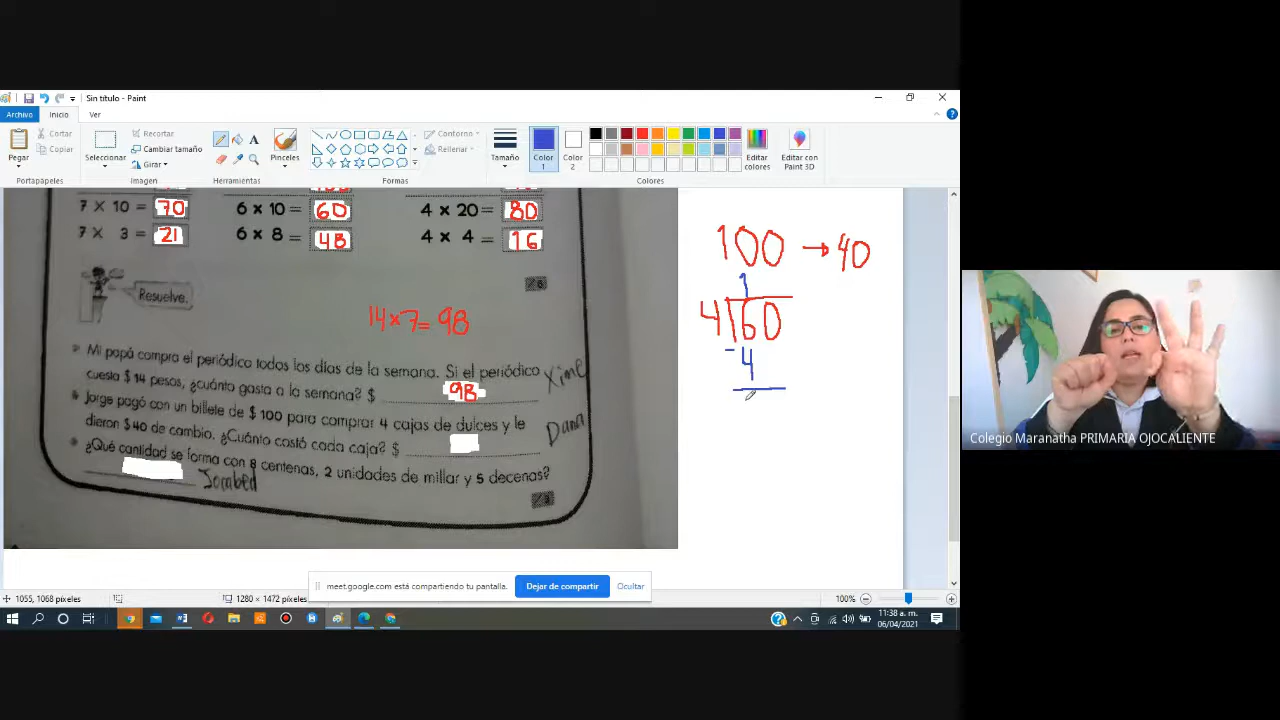 Sin título - Paint
Archivo Inicio Ver
Pegar
Cortar
Copiar
Portapapeles
Seleccionar
Recortar
Cambiar tamaño
Girar
Imagen
A
Herramientas
Pinceles
Contorno
Rellenar
Formas
Tamaño
Color 1
Color 2
Editar colores
Editar con Paint 3D
Colores
7 × 10 = 70 6 × 10 = 60 4 × 20 = 80
7 × 3 = 21 6 × 8 = 48 4 × 4 = 16
Resuelve.
14×7=98
Mi papá compra el periódico todos los días de la semana. Si el periódico
cuesta $ 14 pesos, ¿cuánto gasta a la semana? $ 98 Xime
Jorge pagó con un billete de $ 100 para comprar 4 cajas de dulces y le
dieron $ 40 de cambio. ¿Cuánto costó cada caja? $ Dana
¿Qué cantidad se forma con 8 centenas, 2 unidades de millar y 5 decenas?
100 → 40
1
4 60
-4
Colegio Maranatha PRIMARIA OJOCALIENTE
meet.google.com está compartiendo tu pantalla. Dejar de compartir Ocultar
1055, 1068 píxeles 1280 × 1472 píxeles 100%
11:38 a. m.
06/04/2021